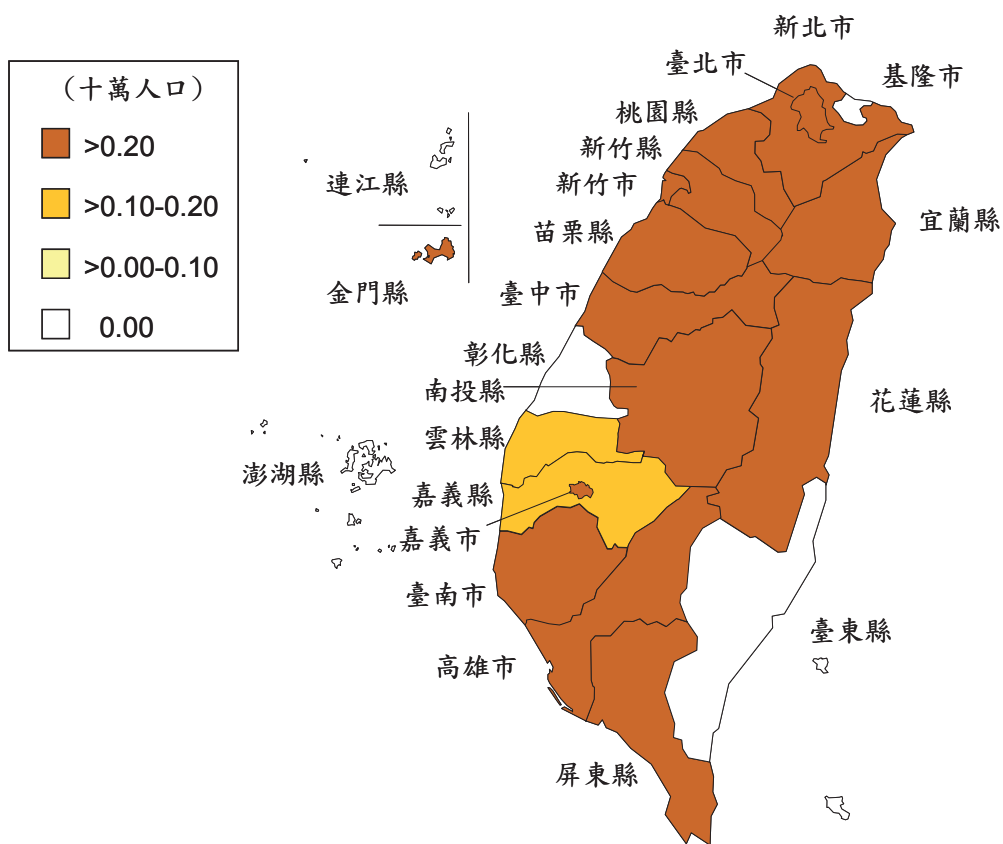 （十萬人口）
>0.20
>0.10-0.20
>0.00-0.10
0.00
新北市
臺北市
基隆市
桃園縣
新竹縣
新竹市
苗栗縣
宜蘭縣
連江縣
金門縣
臺中市
彰化縣
南投縣
花蓮縣
雲林縣
澎湖縣
嘉義縣
嘉義市
臺南市
臺東縣
高雄市
屏東縣